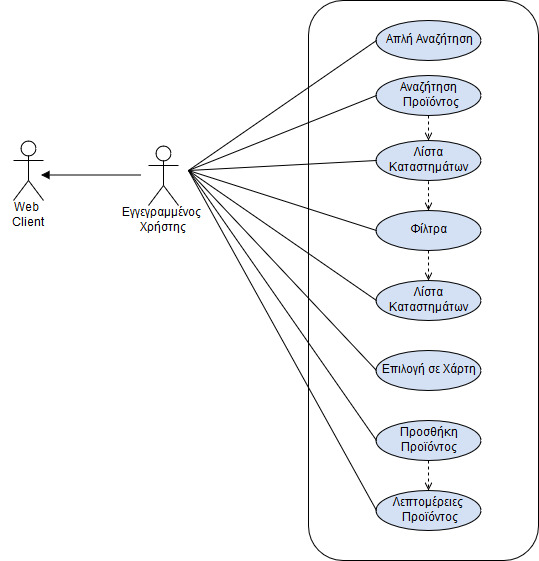 Απλή Αναζήτηση
Αναζήτηση
Προϊόντος
Λίστα
Καταστημάτων
Φίλτρα
Λίστα
Καταστημάτων
Επιλογή σε Χάρτη
Προσθήκη
Προϊόντος
Λεπτομέρειες
Προϊόντος
Web
Client
Εγγεγραμμένος
Χρήστης